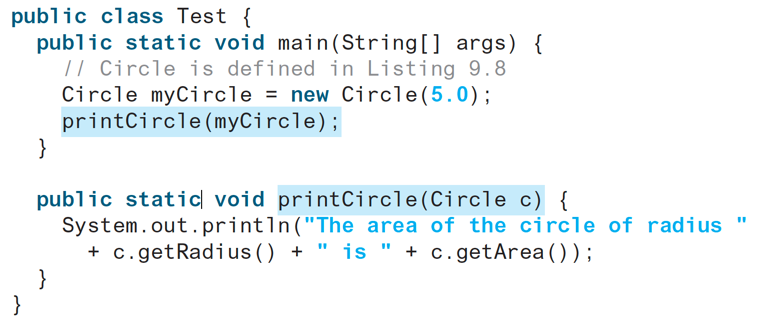 public class Test {
public static void main(String[] args) {
// Circle is defined in Listing 9.8
Circle myCircle = new Circle(5.0);
printCircle(myCircle);
}
public static void printCircle(Circle c) {
System.out.println("The area of the circle of radius "
+ c.getRadius() + " is " + c.getArea());
}
}